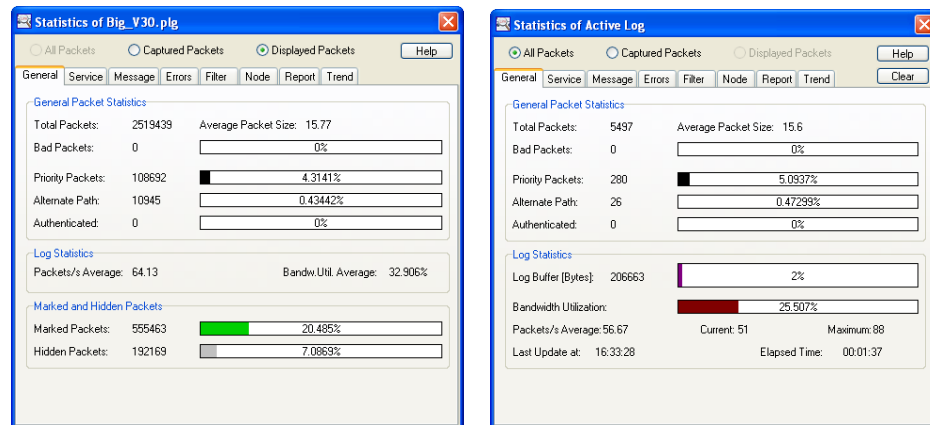 Statistics of Big_V30.plg
All Packets Captured Packets Displayed Packets Help
General Service Message Errors Filter Node Report Trend
General Packet Statistics
Total Packets: 2519439 Average Packet Size: 15.77
Bad Packets: 0 0%
Priority Packets: 108692 4.3141%
Alternate Path: 10945 0.43442%
Authenticated: 0 0%
Log Statistics
Packets/s Average: 64.13 Bandw.Util. Average: 32.906%
Marked and Hidden Packets
Marked Packets: 555463 20.485%
Hidden Packets: 192169 7.0869%
Statistics of Active Log
All Packets Captured Packets Displayed Packets Help
General Service Message Errors Filter Node Report Trend Clear
General Packet Statistics
Total Packets: 5497 Average Packet Size: 15.6
Bad Packets: 0 0%
Priority Packets: 280 5.0937%
Alternate Path: 26 0.47299%
Authenticated: 0 0%
Log Statistics
Log Buffer [Bytes]: 206663 2%
Bandwidth Utilization: 25.507%
Packets/s Average: 56.67 Current: 51 Maximum: 88
Last Update at: 16:33:28 Elapsed Time: 00:01:37